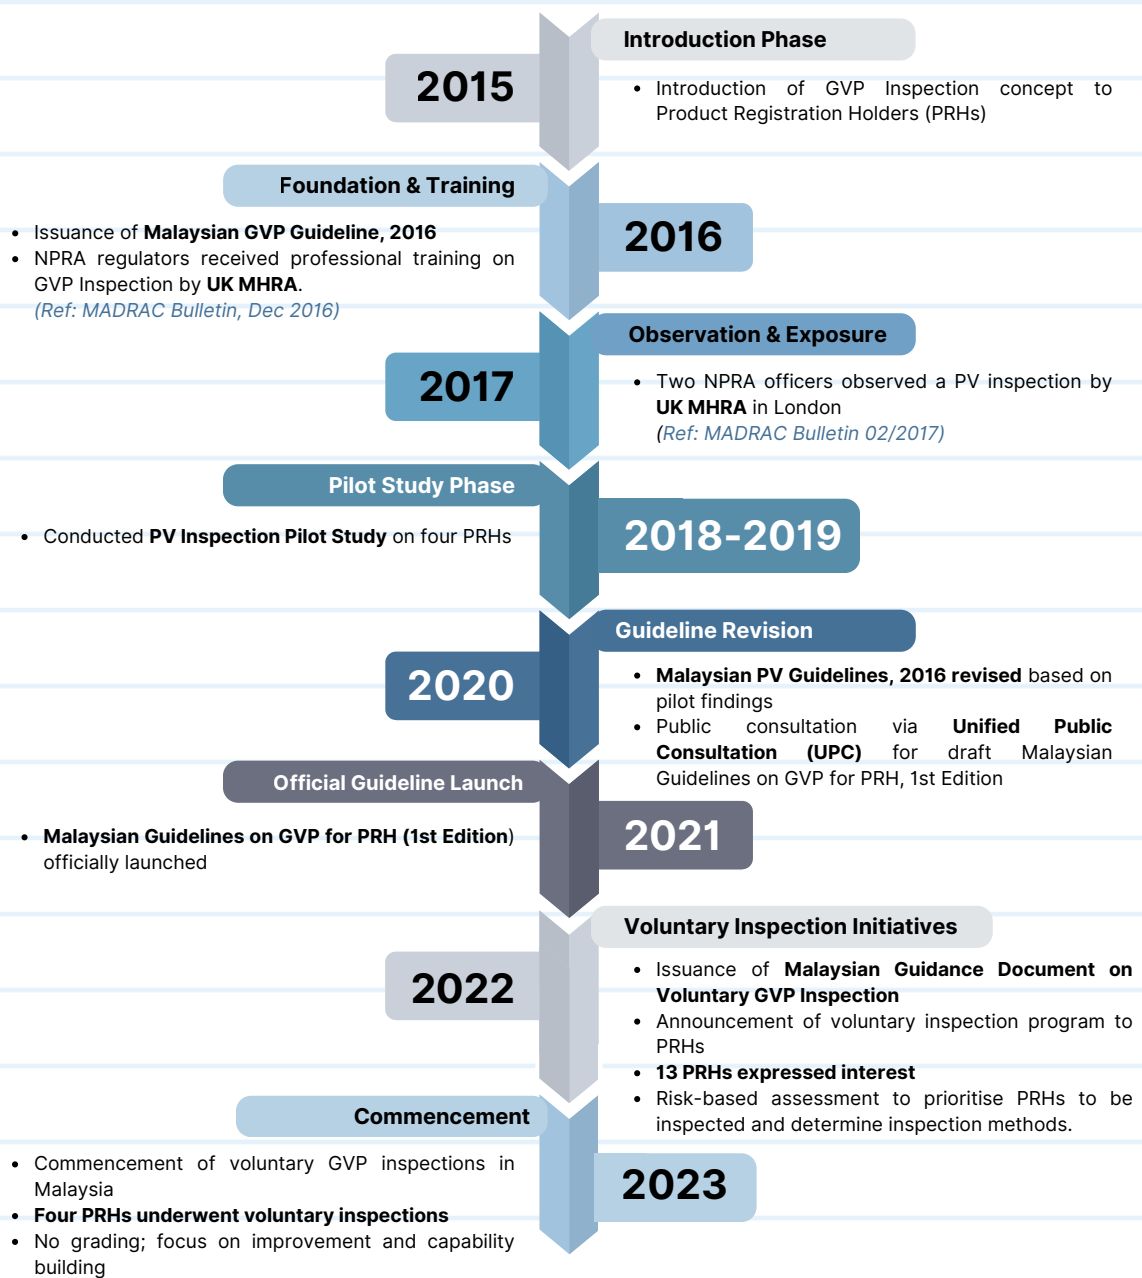 2015
Introduction Phase
• Introduction of GVP Inspection concept to
Product Registration Holders (PRHs)
2016
Foundation & Training
• Issuance of Malaysian GVP Guideline, 2016
• NPRA regulators received professional training on
GVP Inspection by UK MHRA.
(Ref: MADRAC Bulletin, Dec 2016)
2017
Observation & Exposure
• Two NPRA officers observed a PV inspection by
UK MHRA in London
(Ref: MADRAC Bulletin 02/2017)
2018-2019
Pilot Study Phase
• Conducted PV Inspection Pilot Study on four PRHs
2020
Guideline Revision
• Malaysian PV Guidelines, 2016 revised based on
pilot findings
• Public consultation via Unified Public
Consultation (UPC) for draft Malaysian
Guidelines on GVP for PRH, 1st Edition
2021
Official Guideline Launch
• Malaysian Guidelines on GVP for PRH (1st Edition)
officially launched
2022
Voluntary Inspection Initiatives
• Issuance of Malaysian Guidance Document on
Voluntary GVP Inspection
• Announcement of voluntary inspection program to
PRHs
• 13 PRHs expressed interest
• Risk-based assessment to prioritise PRHs to be
inspected and determine inspection methods.
2023
Commencement
• Commencement of voluntary GVP inspections in
Malaysia
• Four PRHs underwent voluntary inspections
• No grading; focus on improvement and capability
building